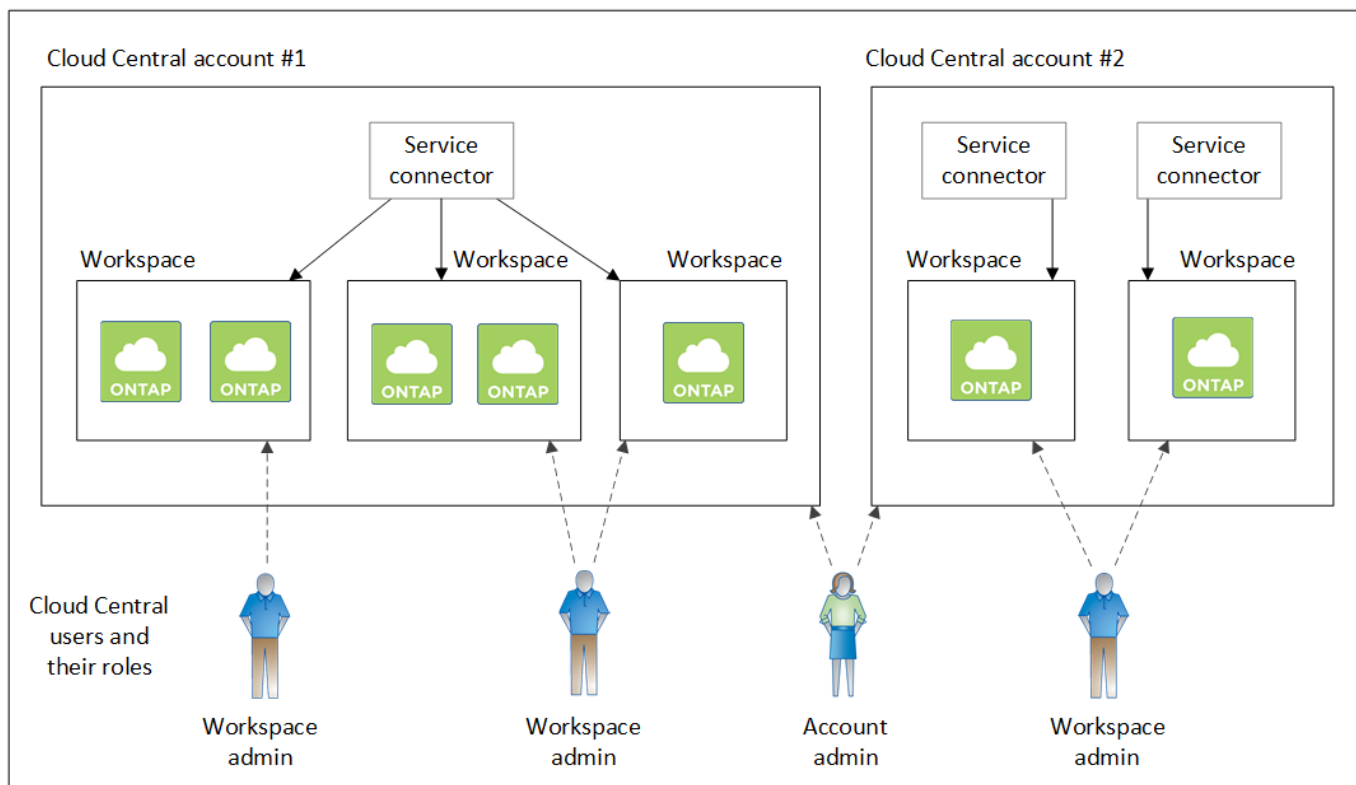 Cloud Central account #1
Cloud Central account #2
Service
connector
Service
connector
Service
connector
Workspace
Workspace
Workspace
Workspace
Workspace
ONTAP
ONTAP
ONTAP
ONTAP
ONTAP
ONTAP
ONTAP
Cloud Central
users and
their roles
Workspace
admin
Workspace
admin
Account
admin
Workspace
admin